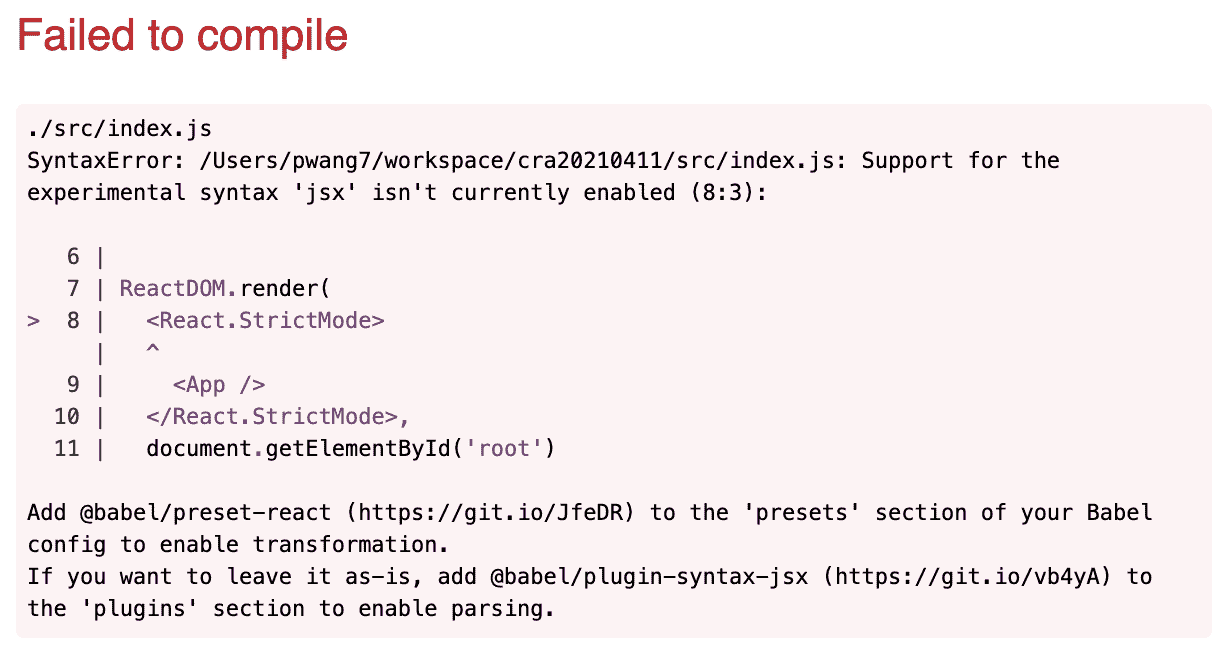 Failed to compile
./src/index.js
SyntaxError: /Users/pwang7/workspace/cra20210411/src/index.js: Support for the
experimental syntax 'jsx' isn't currently enabled (8:3):
   6 |
   7 | ReactDOM.render(
>  8 |   <React.StrictMode>
     |   ^
   9 |     <App />
  10 |   </React.StrictMode>,
  11 |   document.getElementById('root')
Add @babel/preset-react (https://git.io/JfeDR) to the 'presets' section of your Babel
config to enable transformation.
If you want to leave it as-is, add @babel/plugin-syntax-jsx (https://git.io/vb4yA) to
the 'plugins' section to enable parsing.